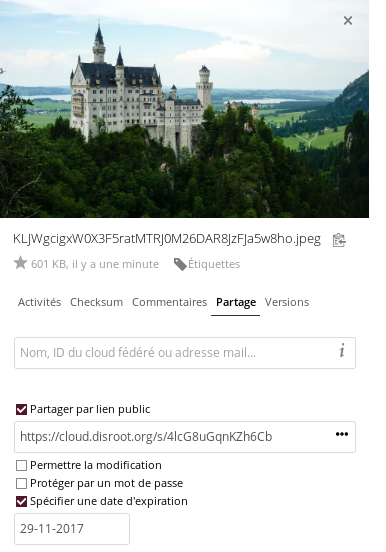 KLJWgcigxW0X3F5ratMTRJ0M26DAR8JzFJa5w8ho.jpeg
601 KB, il y a une minute Étiquettes
Activités Checksum Commentaires Partage Versions
Nom, ID du cloud fédéré ou adresse mail...
Partager par lien public
https://cloud.disroot.org/s/4lcG8uGqnKZh6Cb
Permettre la modification
Protéger par un mot de passe
Spécifier une date d'expiration
29-11-2017